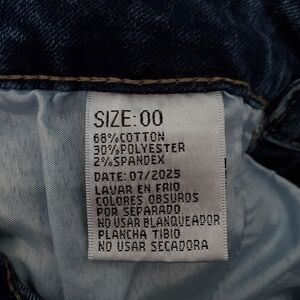 SIZE:00
68%COTTON
30%POLYESTER
2%SPANDEX
DATE: 07/2025
LAVAR EN FRIO
COLORES OBSUROS
POR SEPARADO
NO USAR BLANQUEADOR
PLANCHA TIBIO
NO USAR SECADORA